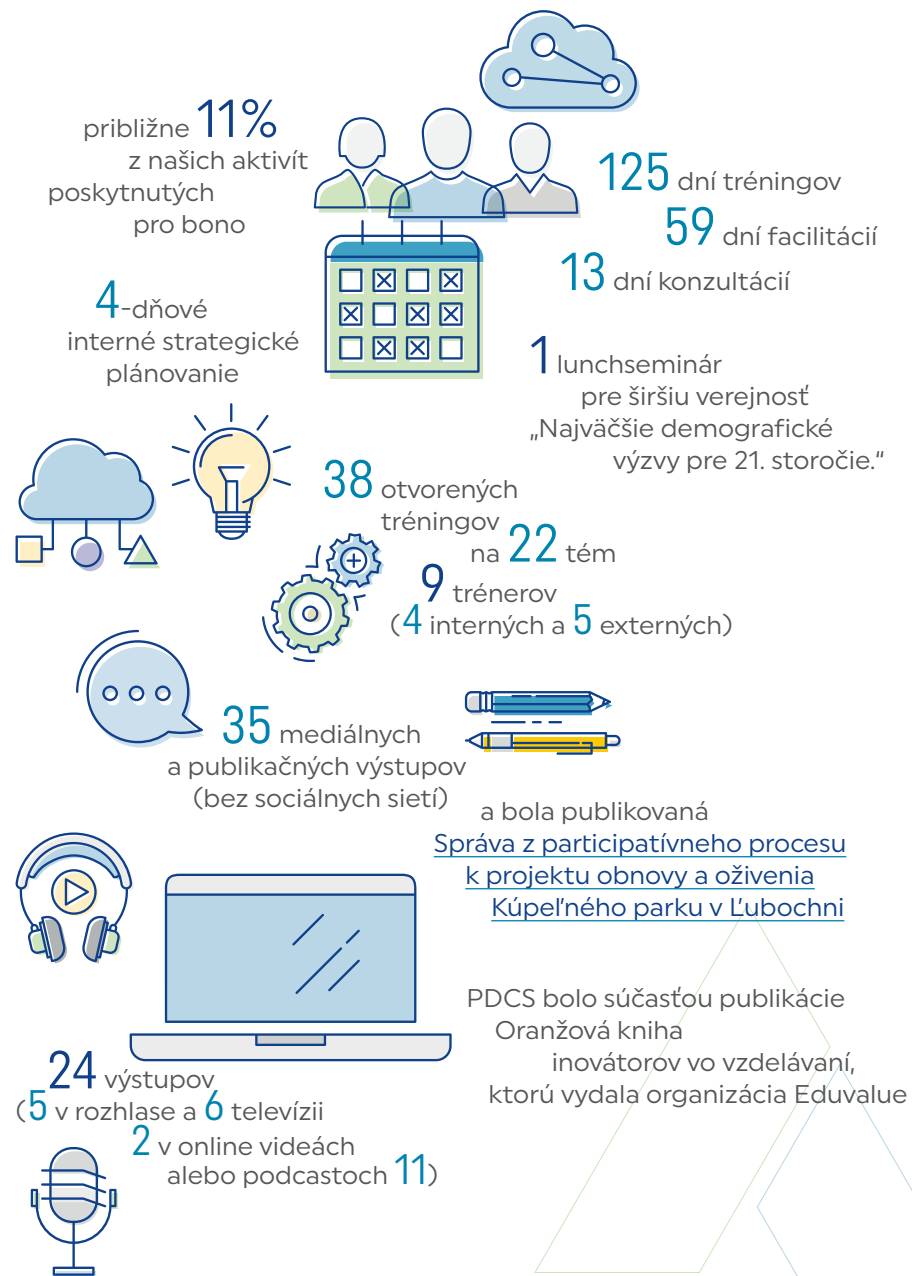 približne 11%
z našich aktivít
poskytnutých
pro bono
125 dní tréningov
59 dní facilitácií
13 dní konzultácií
4-dňové
interné strategické
plánovanie
1 lunchseminár
pre širšiu verejnosť
„Najväčšie demografické
výzvy pre 21. storočie.“
38 otvorených
tréningov
na 22 tém
9 trénerov
(4 interných a 5 externých)
35 mediálnych
a publikačných výstupov
(bez sociálnych sietí)
a bola publikovaná
Správa z participatívneho procesu
k projektu obnovy a oživenia
Kúpeľného parku v Ľubochni
PDCS bolo súčasťou publikácie
Oranžová kniha
inovátorov vo vzdelávaní,
ktorú vydala organizácia Eduvalue
24 výstupov
(5 v rozhlase a 6 televízii
2 v online videách
alebo podcastoch 11)